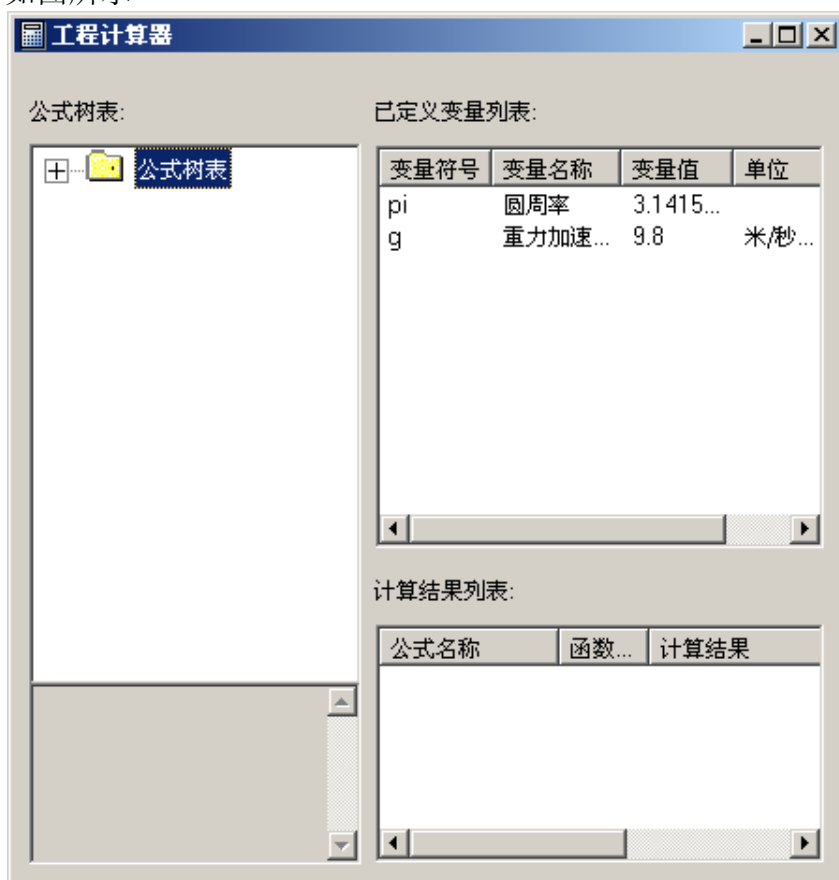 工程计算器
公式树表:
公式树表
已定义变量列表:
变量符号 变量名称 变量值 单位
pi 圆周率 3.1415...
g 重力加速... 9.8 米/秒...
计算结果列表:
公式名称 函数... 计算结果